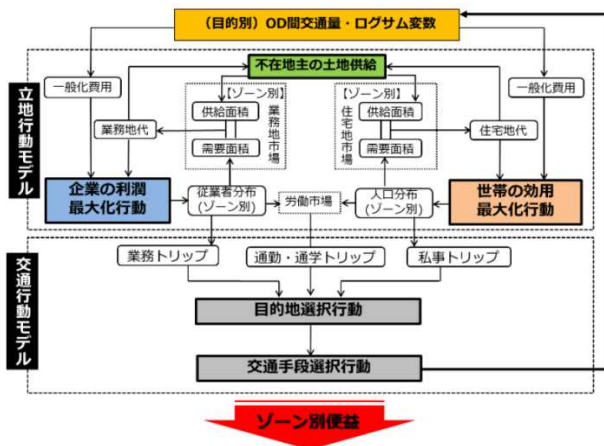 （目的別）OD間交通量・ログサム変数
不在地主の土地供給
一般化費用
【ゾーン別】
供給面積
業務地市場
需要面積
業務地代
【ゾーン別】
住宅地市場
供給面積
需要面積
一般化費用
住宅地代
立地行動モデル
企業の利潤
最大化行動
従業者分布
(ゾーン別)
労働市場
人口分布
(ゾーン別)
世帯の効用
最大化行動
交通行動モデル
業務トリップ
通勤・通学トリップ
私事トリップ
目的地選択行動
交通手段選択行動
ゾーン別便益